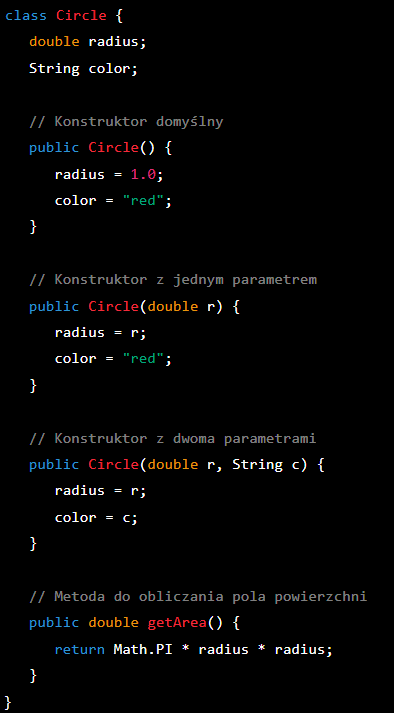 class Circle {
double radius;
String color;
// Konstruktor domyślny
public Circle() {
radius = 1.0;
color = "red";
}
// Konstruktor z jednym parametrem
public Circle(double r) {
radius = r;
color = "red";
}
// Konstruktor z dwoma parametrami
public Circle(double r, String c) {
radius = r;
color = c;
}
// Metoda do obliczania pola powierzchni
public double getArea() {
return Math.PI * radius * radius;
}
}